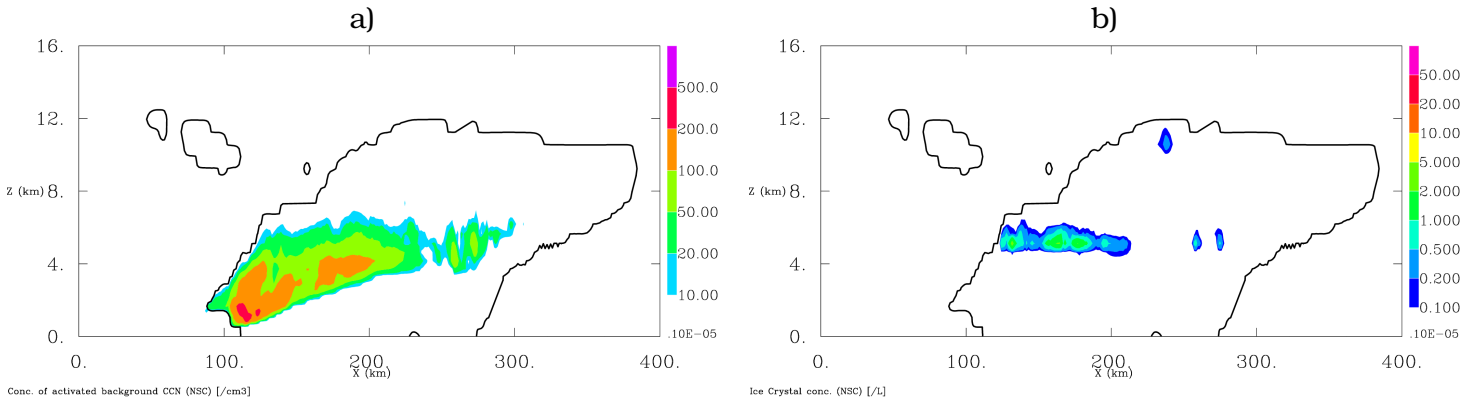 a)
16.
12.
Z (km) 8.
4.
0.
0. 100. 200. 300. 400.
X (km)
500.0
200.0
100.0
50.00
20.00
10.00
.10E-05
Conc. of activated background CCN (NSC) [/cm3]
b)
16.
12.
Z (km) 8.
4.
0.
0. 100. 200. 300. 400.
X (km)
50.00
20.00
10.00
5.000
2.000
1.000
0.500
0.200
0.100
.10E-05
Ice Crystal conc. (NSC) [/L]